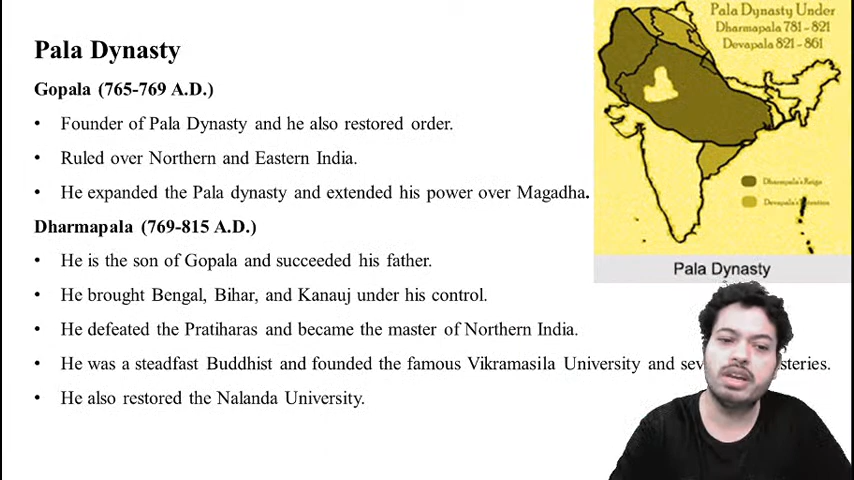 Pala Dynasty
Gopala (765-769 A.D.)
• Founder of Pala Dynasty and he also restored order.
• Ruled over Northern and Eastern India.
• He expanded the Pala dynasty and extended his power over Magadha.
Dharmapala (769-815 A.D.)
• He is the son of Gopala and succeeded his father.
• He brought Bengal, Bihar, and Kanauj under his control.
• He defeated the Pratiharas and became the master of Northern India.
• He was a steadfast Buddhist and founded the famous Vikramasila University and
• He also restored the Nalanda University.
Pala Dynasty Under
Dharmapala 781 - 821
Devapala 821 - 861
Dharmapala's Reign
Devapala's
Pala Dynasty